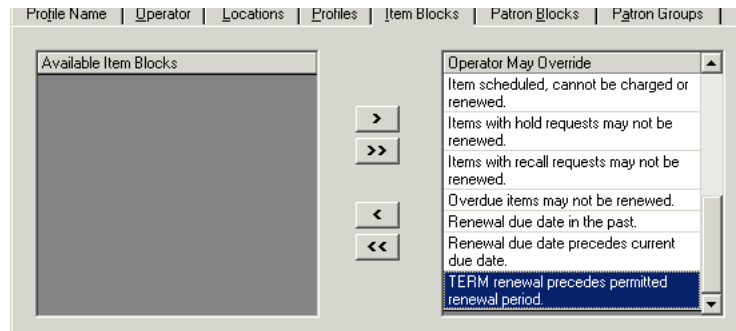 Profile Name Operator Locations Profiles Item Blocks Patron Blocks Patron Groups
Available Item Blocks
Operator May Override
Item scheduled, cannot be charged or
renewed.
Items with hold requests may not be
renewed.
Items with recall requests may not be
renewed.
Overdue items may not be renewed.
Renewal due date in the past.
Renewal due date precedes current
due date.
TERM renewal precedes permitted
renewal period.
>
>>
<
<<